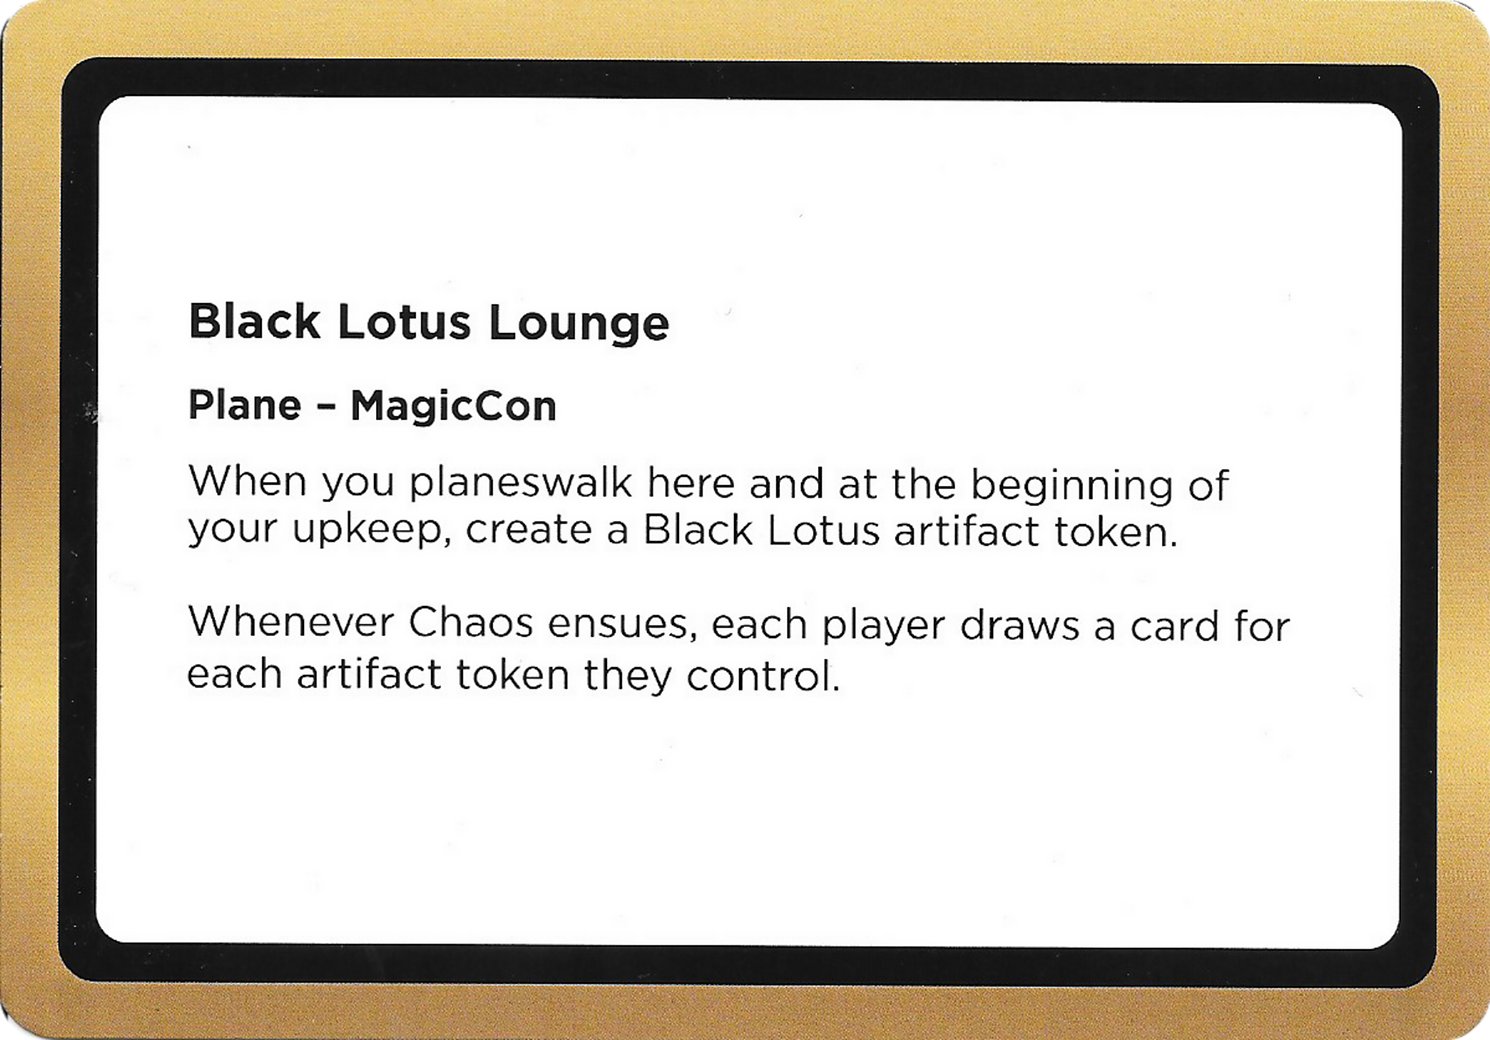 Black Lotus Lounge
Plane – MagicCon
When you planeswalk here and at the beginning of
your upkeep, create a Black Lotus artifact token.
Whenever Chaos ensues, each player draws a card for
each artifact token they control.